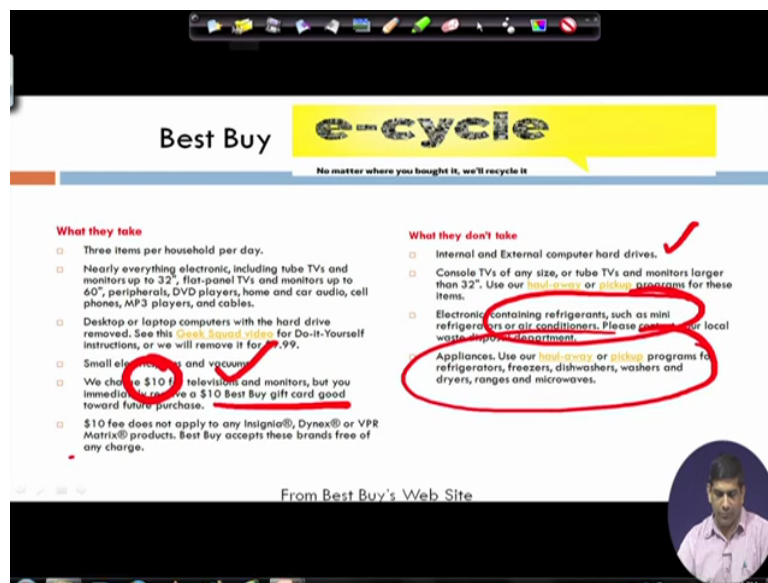 Best Buy
e-cycle
No matter where you bought it, we'll recycle it
What they take
Three items per household per day.
Nearly everything electronic, including tube TVs and
monitors up to 32", flat-panel TVs and monitors up to
60", peripherals, DVD players, home and car audio, cell
phones, MP3 players, and cables.
Desktop or laptop computers with the hard drive
removed. See this Geek Squad video for Do-it-Yourself
instructions, or we will remove it for
Small and vacuums
We $10 televisions and monitors, but you
a $10 Best Buy gift card good
toward future purchase.
$10 fee does not apply to any Insignia®, Dynex® or VPR
Matrix® products. Best Buy accepts these brands free of
any charge.
What they don't take
Internal and External computer hard drives.
Console TVs of any size, or tube TVs and monitors larger
than 32". Use our haul-away or pickup programs for these
items.
containing refrigerants, such as mini
refrigerators or air conditioners. Please local
waste disposal department.
Appliances. Use our haul-away or pickup programs for
refrigerators, freezers, dishwashers, washers and
dryers, ranges and microwaves.
From Best Buy's Web Site